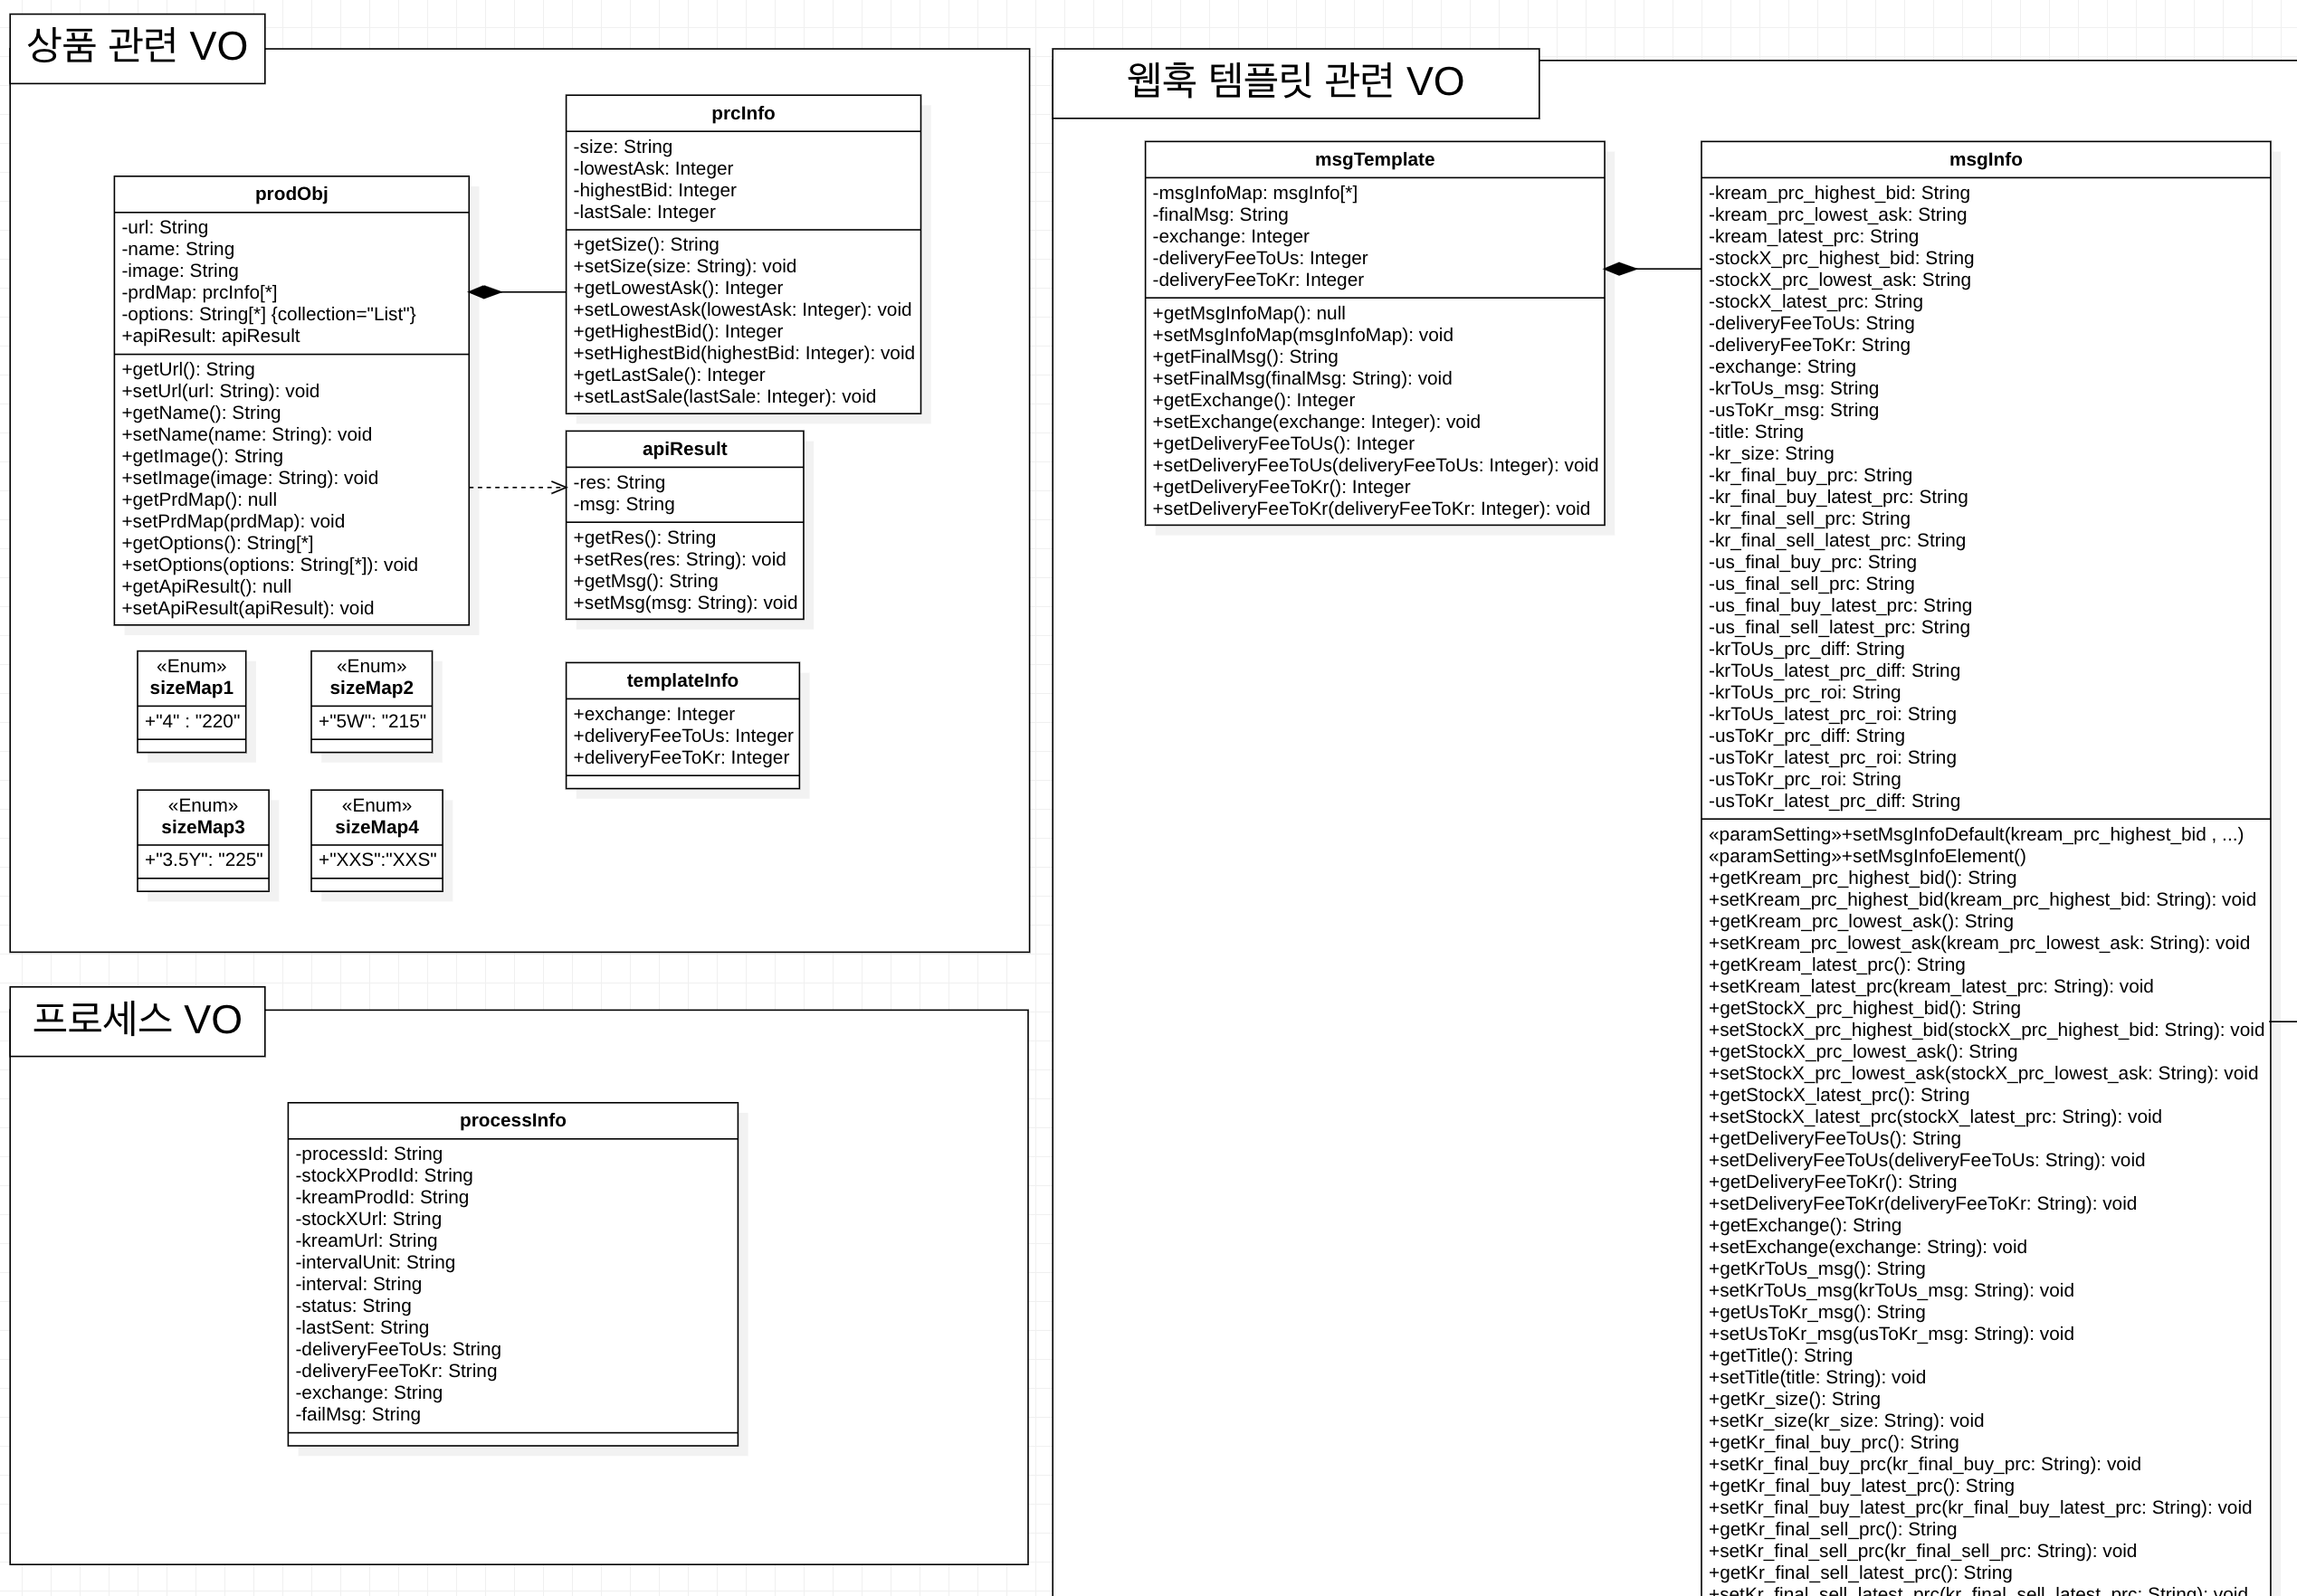 상품 관련 VO
prodObj
-url: String
-name: String
-image: String
-prdMap: prcInfo[*]
-options: String[*] {collection="List"}
+apiResult: apiResult
+getUrl(): String
+setUrl(url: String): void
+getName(): String
+setName(name: String): void
+getImage(): String
+setImage(image: String): void
+getPrdMap(): null
+setPrdMap(prdMap): void
+getOptions(): String[*]
+setOptions(options: String[*]): void
+getApiResult(): null
+setApiResult(apiResult): void
prcInfo
-size: String
-lowestAsk: Integer
-highestBid: Integer
-lastSale: Integer
+getSize(): String
+setSize(size: String): void
+getLowestAsk(): Integer
+setLowestAsk(lowestAsk: Integer): void
+getHighestBid(): Integer
+setHighestBid(highestBid: Integer): void
+getLastSale(): Integer
+setLastSale(lastSale: Integer): void
apiResult
-res: String
-msg: String
+getRes(): String
+setRes(res: String): void
+getMsg(): String
+setMsg(msg: String): void
«Enum»
sizeMap1
+"4" : "220"
«Enum»
sizeMap2
+"5W": "215"
templateInfo
+exchange: Integer
+deliveryFeeToUs: Integer
+deliveryFeeToKr: Integer
«Enum»
sizeMap3
+"3.5Y": "225"
«Enum»
sizeMap4
+"XXS":"XXS"
프로세스 VO
processInfo
-processId: String
-stockXProdId: String
-kreamProdId: String
-stockXUrl: String
-kreamUrl: String
-intervalUnit: String
-interval: String
-status: String
-lastSent: String
-deliveryFeeToUs: String
-deliveryFeeToKr: String
-exchange: String
-failMsg: String
웹훅 템플릿 관련 VO
msgTemplate
-msgInfoMap: msgInfo[*]
-finalMsg: String
-exchange: Integer
-deliveryFeeToUs: Integer
-deliveryFeeToKr: Integer
+getMsgInfoMap(): null
+setMsgInfoMap(msgInfoMap): void
+getFinalMsg(): String
+setFinalMsg(finalMsg: String): void
+getExchange(): Integer
+setExchange(exchange: Integer): void
+getDeliveryFeeToUs(): Integer
+setDeliveryFeeToUs(deliveryFeeToUs: Integer): void
+getDeliveryFeeToKr(): Integer
+setDeliveryFeeToKr(deliveryFeeToKr: Integer): void
msgInfo
-kream_prc_highest_bid: String
-kream_prc_lowest_ask: String
-kream_latest_prc: String
-stockX_prc_highest_bid: String
-stockX_prc_lowest_ask: String
-stockX_latest_prc: String
-deliveryFeeToUs: String
-deliveryFeeToKr: String
-exchange: String
-krToUs_msg: String
-usToKr_msg: String
-title: String
-kr_size: String
-kr_final_buy_prc: String
-kr_final_buy_latest_prc: String
-kr_final_sell_prc: String
-kr_final_sell_latest_prc: String
-us_final_buy_prc: String
-us_final_sell_prc: String
-us_final_buy_latest_prc: String
-us_final_sell_latest_prc: String
-krToUs_prc_diff: String
-krToUs_latest_prc_diff: String
-krToUs_prc_roi: String
-krToUs_latest_prc_roi: String
-usToKr_prc_diff: String
-usToKr_latest_prc_roi: String
-usToKr_prc_roi: String
-usToKr_latest_prc_diff: String
«paramSetting»+setMsgInfoDefault(kream_prc_highest_bid , ...)
«paramSetting»+setMsgInfoElement()
+getKream_prc_highest_bid(): String
+setKream_prc_highest_bid(kream_prc_highest_bid: String): void
+getKream_prc_lowest_ask(): String
+setKream_prc_lowest_ask(kream_prc_lowest_ask: String): void
+getKream_latest_prc(): String
+setKream_latest_prc(kream_latest_prc: String): void
+getStockX_prc_highest_bid(): String
+setStockX_prc_highest_bid(stockX_prc_highest_bid: String): void
+getStockX_prc_lowest_ask(): String
+setStockX_prc_lowest_ask(stockX_prc_lowest_ask: String): void
+getStockX_latest_prc(): String
+setStockX_latest_prc(stockX_latest_prc: String): void
+getDeliveryFeeToUs(): String
+setDeliveryFeeToUs(deliveryFeeToUs: String): void
+getDeliveryFeeToKr(): String
+setDeliveryFeeToKr(deliveryFeeToKr: String): void
+getExchange(): String
+setExchange(exchange: String): void
+getKrToUs_msg(): String
+setKrToUs_msg(krToUs_msg: String): void
+getUsToKr_msg(): String
+setUsToKr_msg(usToKr_msg: String): void
+getTitle(): String
+setTitle(title: String): void
+getKr_size(): String
+setKr_size(kr_size: String): void
+getKr_final_buy_prc(): String
+setKr_final_buy_prc(kr_final_buy_prc: String): void
+getKr_final_buy_latest_prc(): String
+setKr_final_buy_latest_prc(kr_final_buy_latest_prc: String): void
+getKr_final_sell_prc(): String
+setKr_final_sell_prc(kr_final_sell_prc: String): void
+getKr_final_sell_latest_prc(): String
+setKr_final_sell_latest_prc(kr_final_sell_latest_prc: String): void